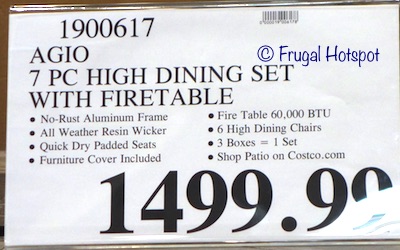 1900617
© Frugal Hotspot
AGIO
7 PC HIGH DINING SET
WITH FIRETABLE
• No-Rust Aluminum Frame
• All Weather Resin Wicker
• Quick Dry Padded Seats
• Furniture Cover Included
• Fire Table 60,000 BTU
• 6 High Dining Chairs
• 3 Boxes = 1 Set
• Shop Patio on Costco.com
1499.99